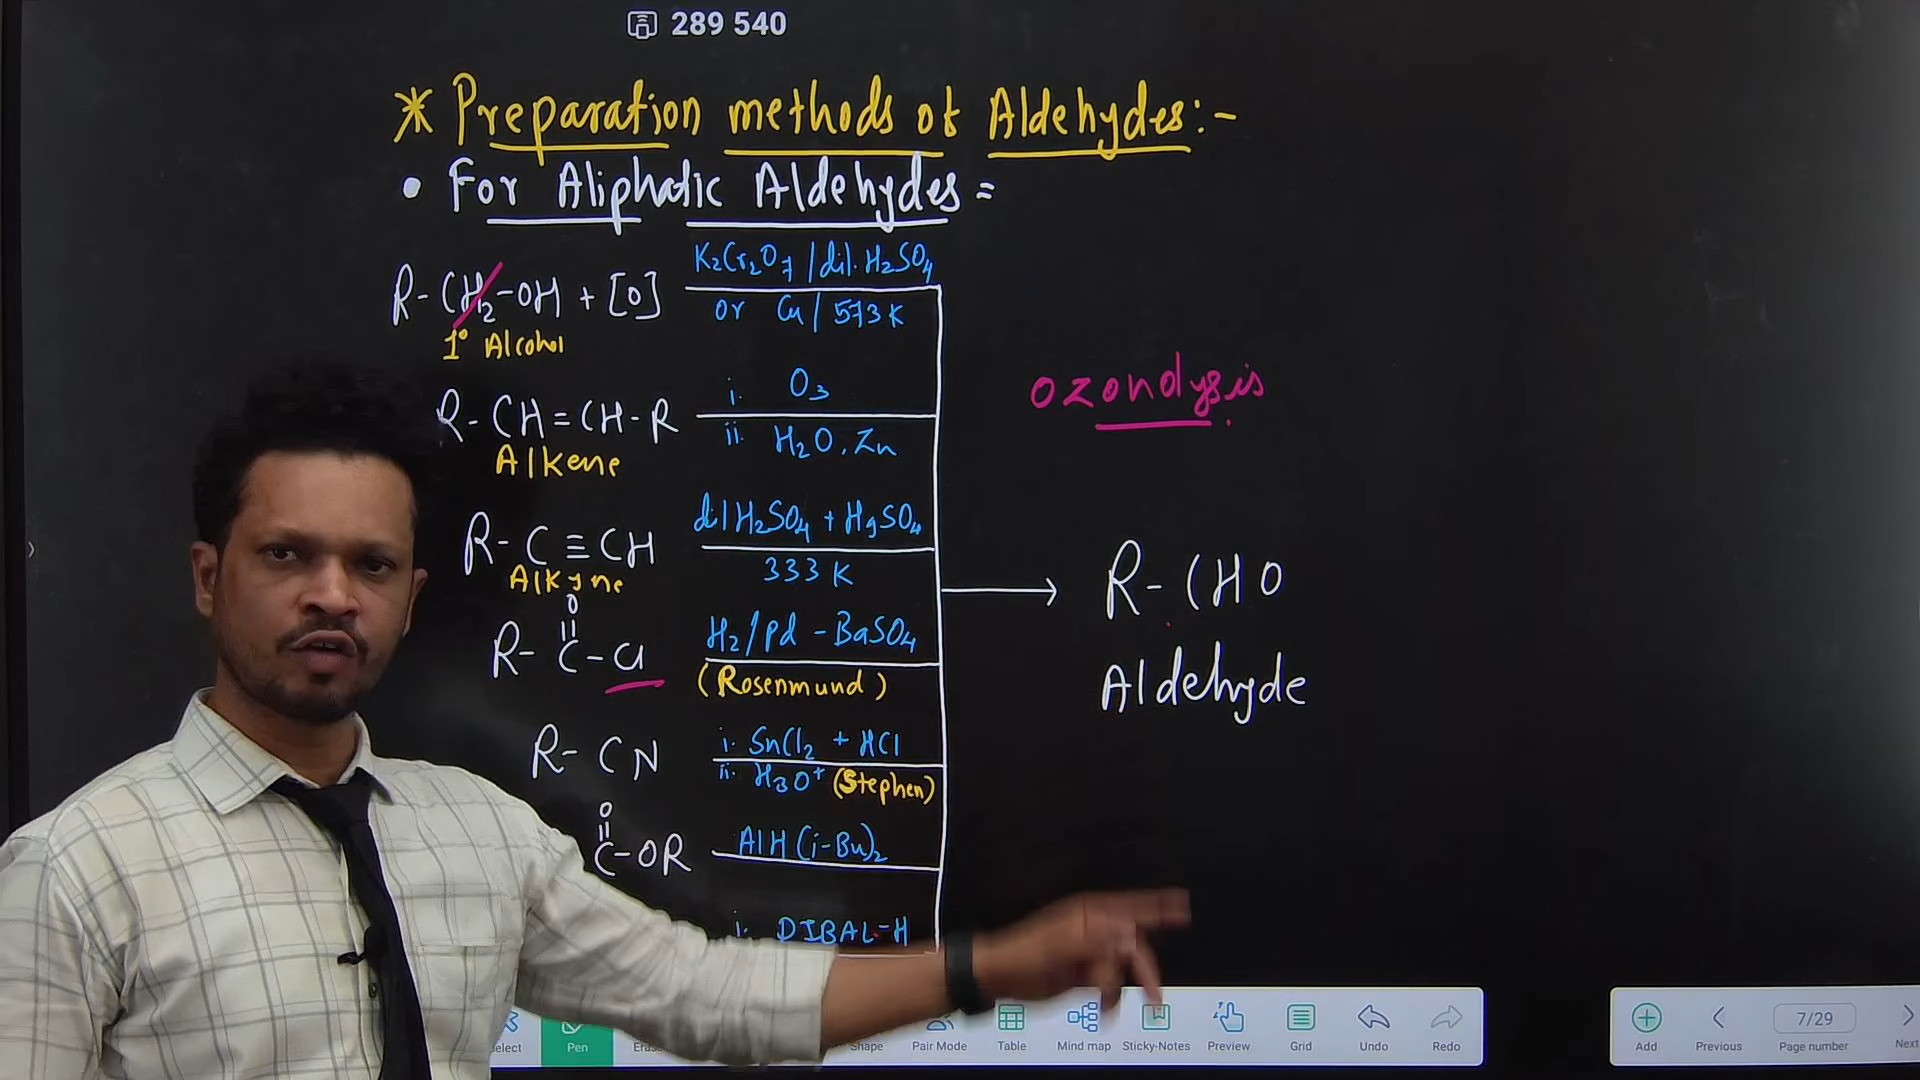 289 540
* Preparation methods of Aldehydes:-
• For Aliphatic Aldehydes =
R-CH₂-OH + [O] K₂Cr₂O₇ / dil. H₂SO₄
or Cu / 573 K
1° Alcohol
R-CH=CH-R i. O₃
ii. H₂O, Zn
Alkene
ozonolysis
R-C≡CH dil H₂SO₄ + HgSO₄
333 K
Alkyne
R-CHO
O
R-C-Cl H₂/Pd - BaSO₄
(Rosenmund)
Aldehyde
R-CN i. SnCl₂ + HCl
ii. H₃O⁺ (Stephen)
O
C-OR AlH(i-Bu)₂
i. DIBAL-H
Pen
Shape
Pair Mode
Table
Mind map
Sticky-Notes
Preview
Grid
Undo
Redo
Add
Previous
7/29
Page number
Next